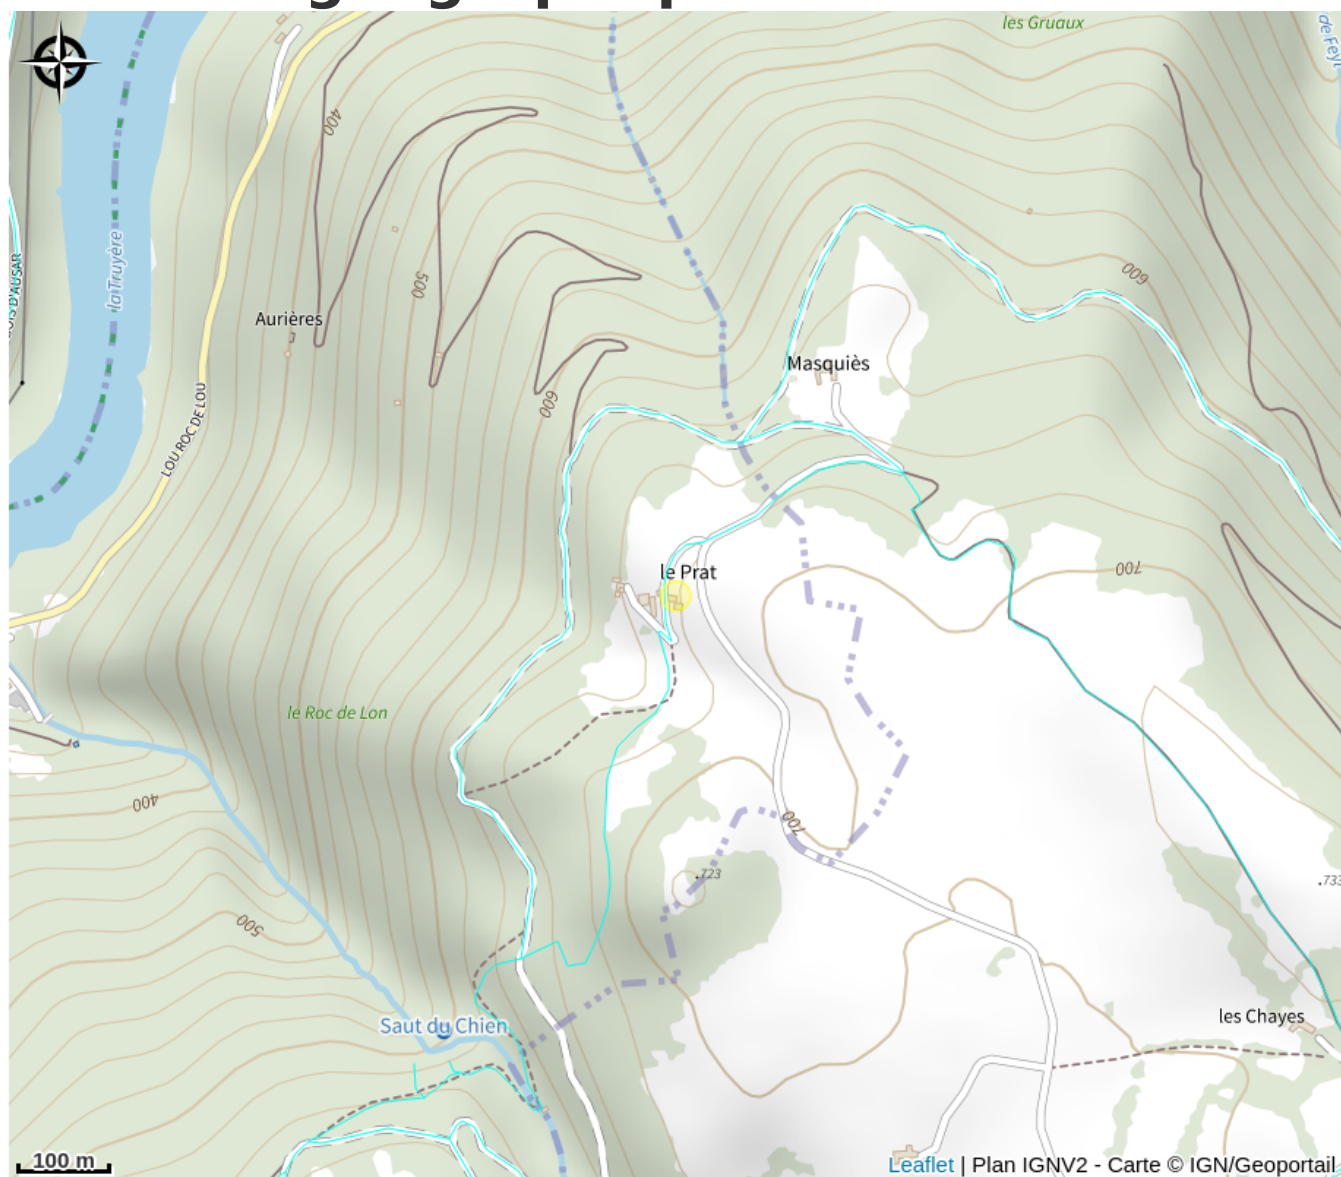 les Gruaux
400
la Truyère
500
600
Aurières
Masquiès
LOU ROC DE LOU
600
le Prat
700
le Roc de Lon
400
700
.723
.733
500
les Chayes
Saut du Chien
100 m
Leaflet | Plan IGNV2 - Carte © IGN/Geoportail